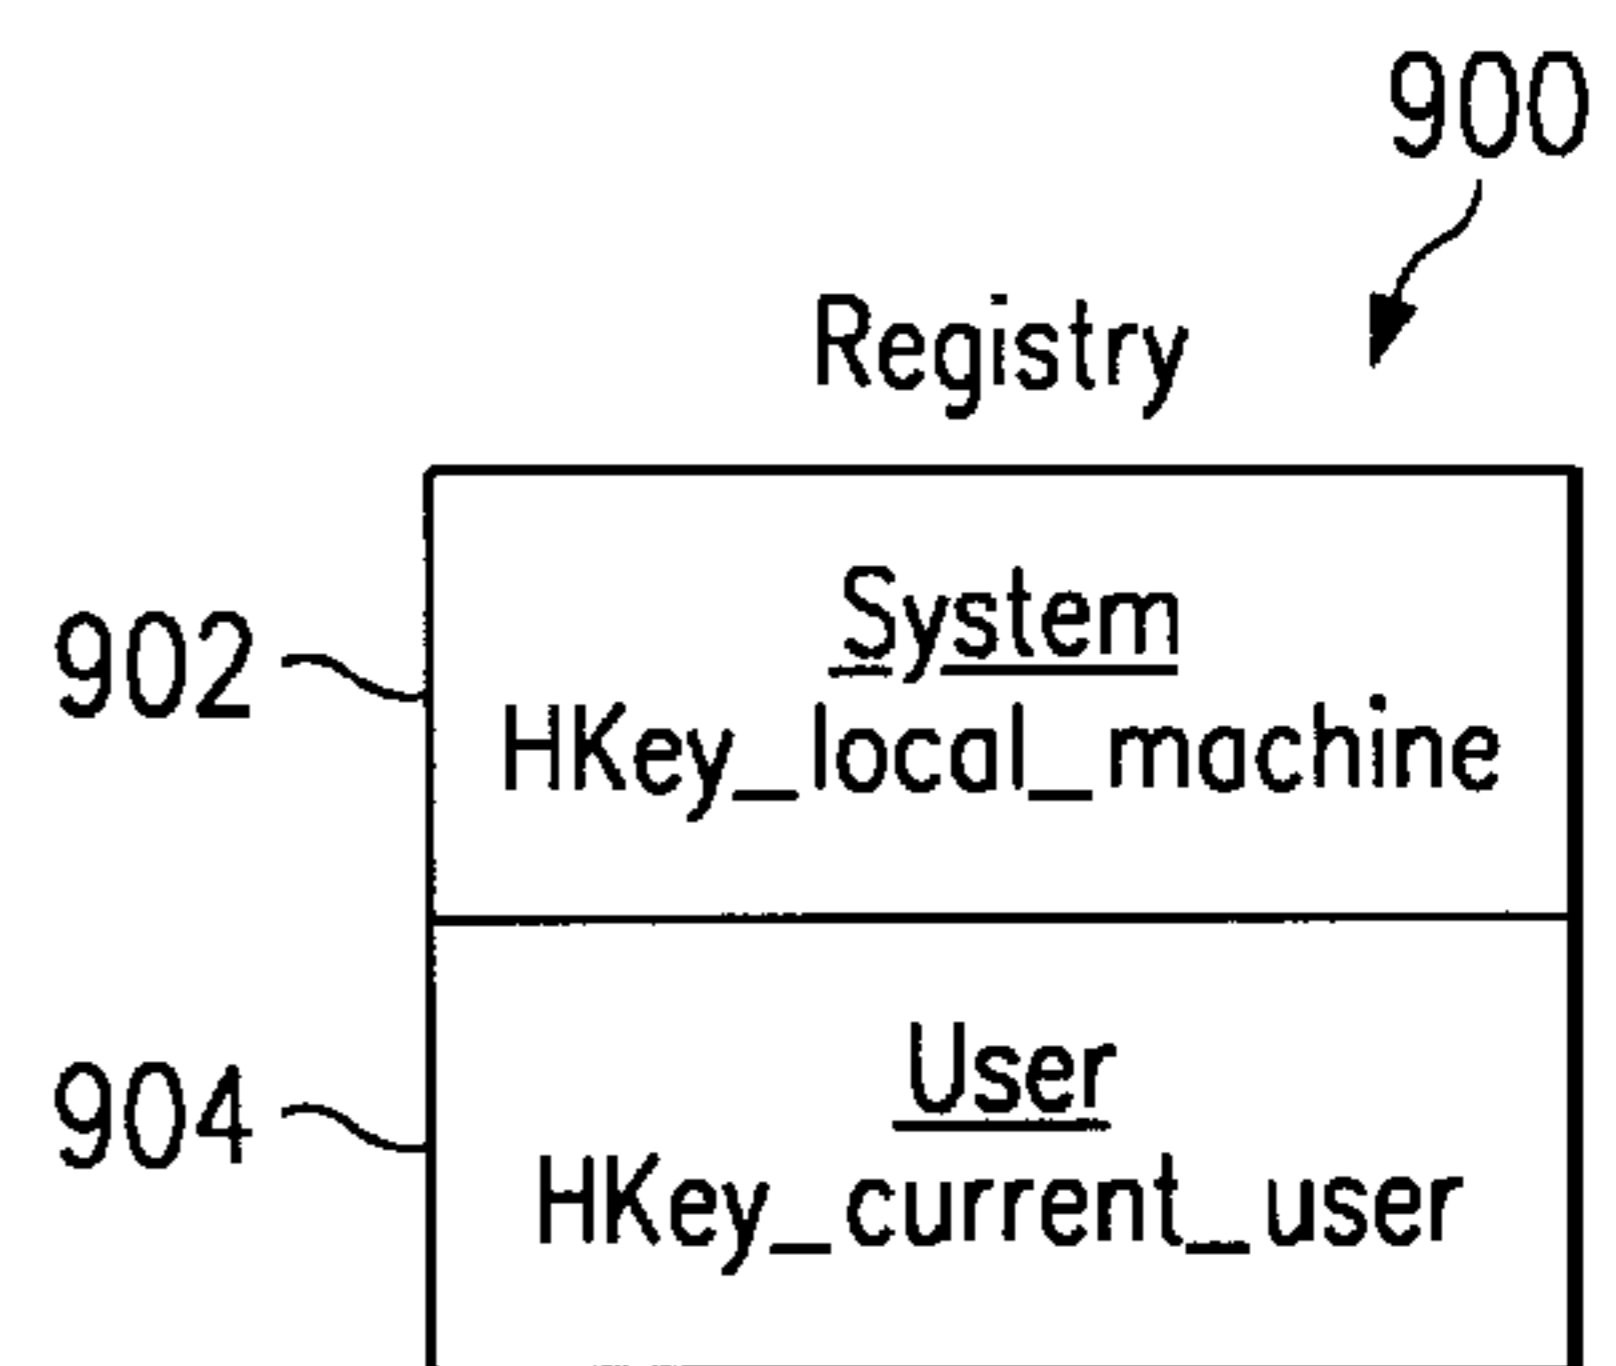 900
Registry
System
902
HKey_local_machine
User
904
HKey_current_user